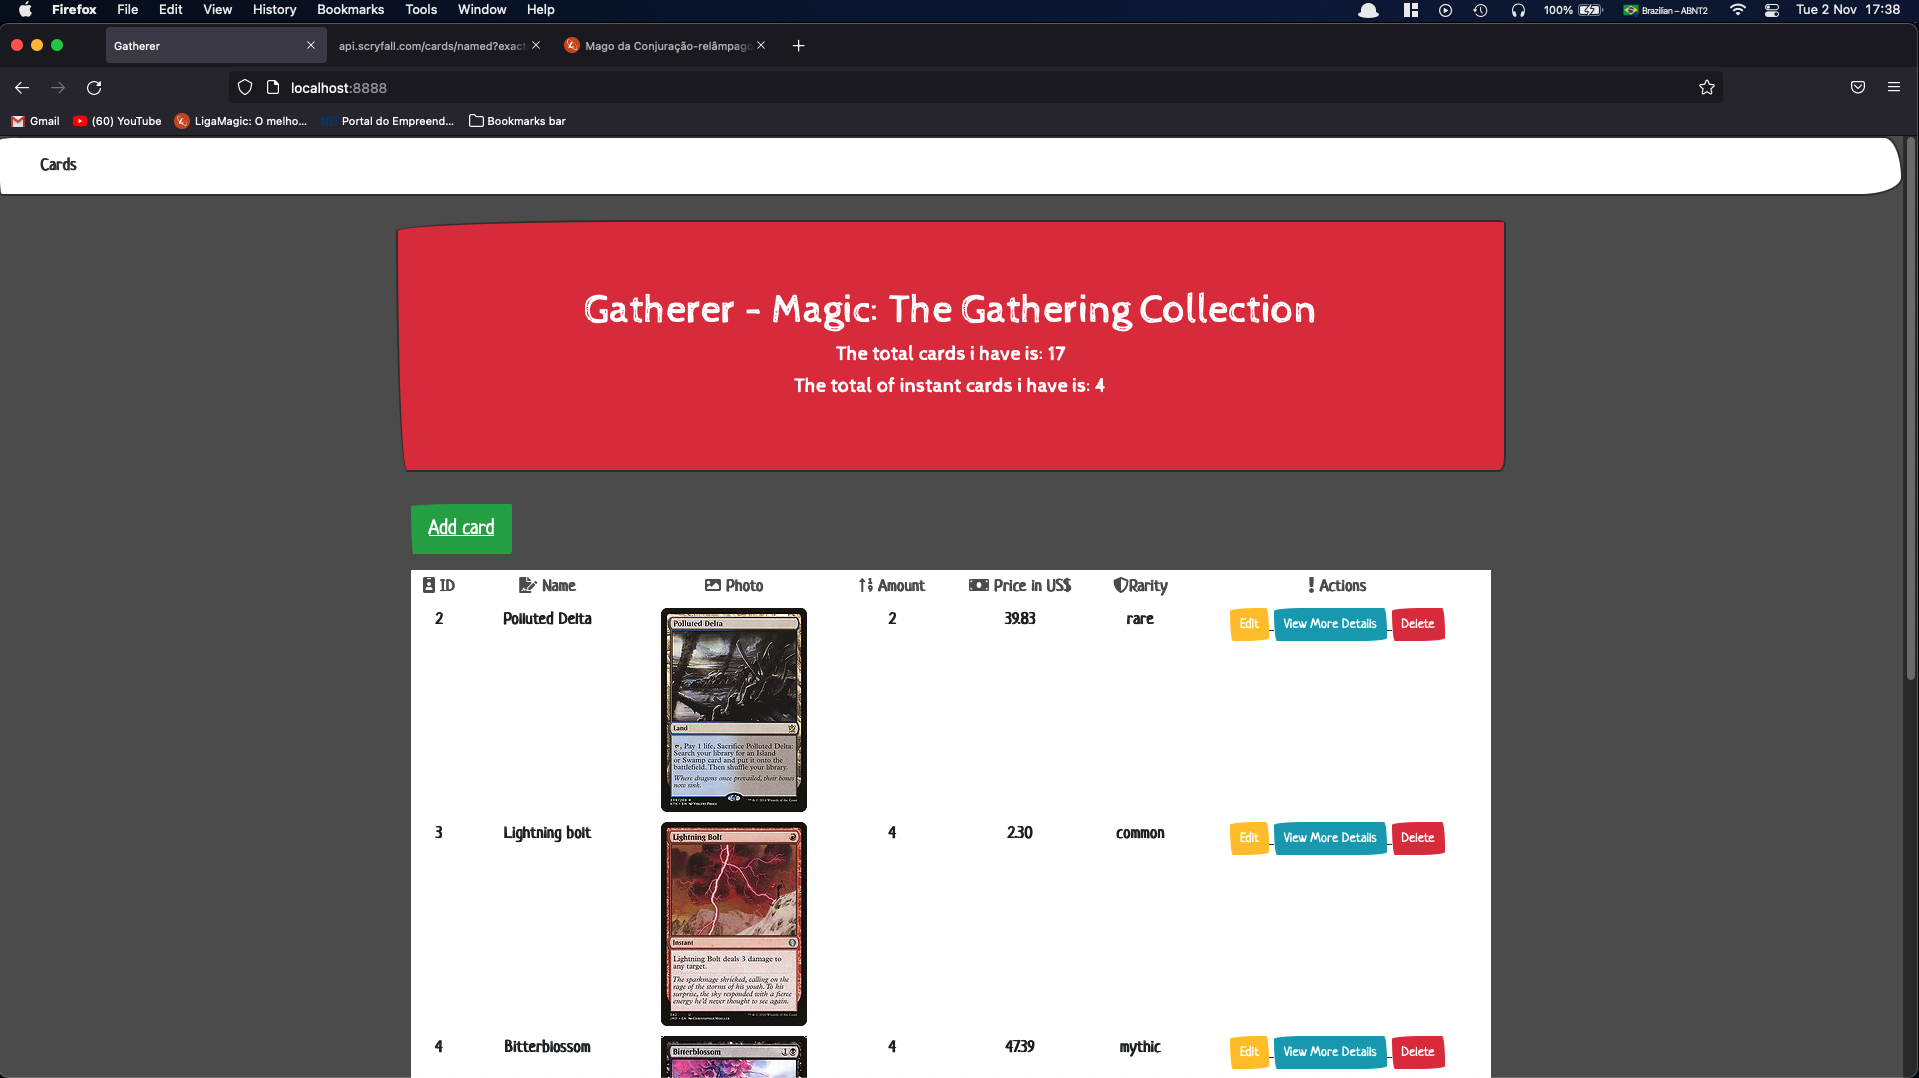 Firefox File Edit View History Bookmarks Tools Window Help 100% Brazilian – ABNT2 Tue 2 Nov 17:38
Gatherer api.scryfall.com/cards/named?exact Mago da Conjuração-relâmpago
localhost:8888
Gmail (60) YouTube LigaMagic: O melho... MEI Portal do Empreend... Bookmarks bar
Cards
Gatherer - Magic: The Gathering Collection
The total cards i have is: 17
The total of instant cards i have is: 4
Add card
ID Name Photo Amount Price in US$ Rarity Actions
2 Polluted Delta 2 39.83 rare Edit View More Details Delete
Polluted Delta
Land
, Pay 1 life, Sacrifice Polluted Delta:
Search your library for an Island
or Swamp card and put it onto the
battlefield. Then shuffle your library.
Where dragons once prevailed, their bones
now sink.
3 Lightning bolt 4 2.30 common Edit View More Details Delete
Lightning Bolt
Instant
Lightning Bolt deals 3 damage to
any target.
The sparkmage shrieked, calling on the
rage of the storms of his youth. To his
surprise, the sky responded with a fierce
energy he'd never thought to see again.
4 Bitterblossom 4 47.39 mythic Edit View More Details Delete
Bitterblossom 1